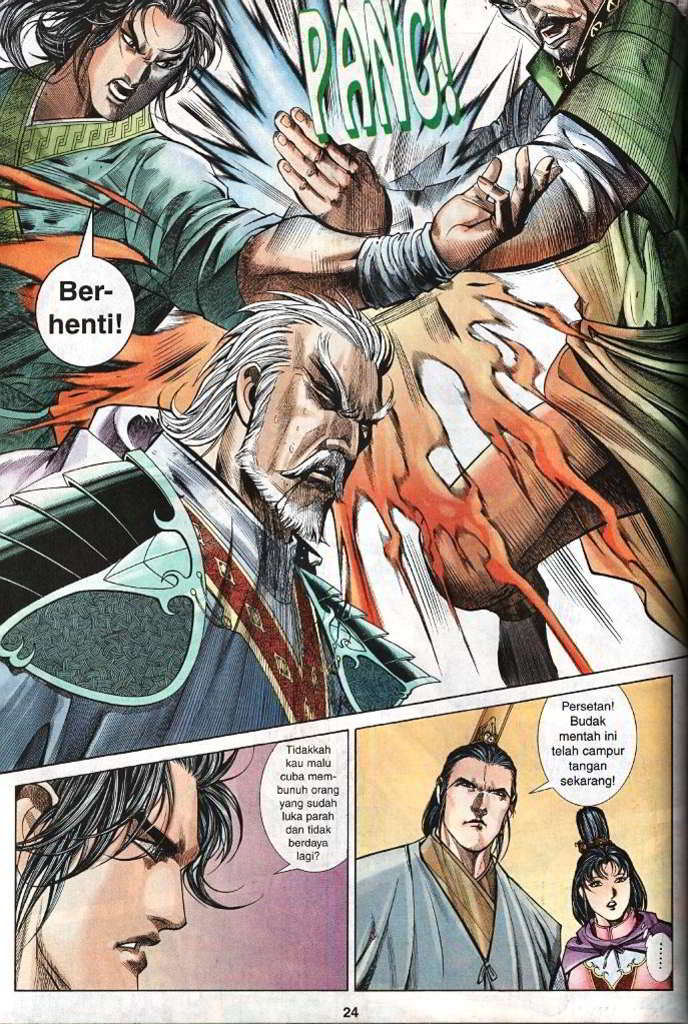 PANG!
Ber-
henti!
Tidakkah
kau malu
cuba mem-
bunuh orang
yang sudah
luka parah
dan tidak
berdaya
lagi?
Persetan!
Budak
mentah ini
telah campur
tangan
sekarang!
.....
24